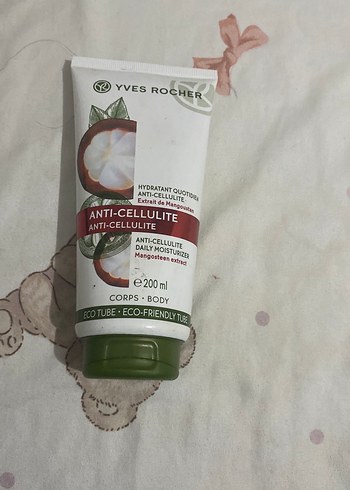 YVES ROCHER
HYDRATANT QUOTIDIEN
ANTI-CELLULITE
Extrait de Mangoustan
ANTI-CELLULITE
ANTI-CELLULITE
ANTI-CELLULITE
DAILY MOISTURIZER
Mangosteen extract
e 200 ml
CORPS • BODY
ECO TUBE • ECO-FRIENDLY TUBE